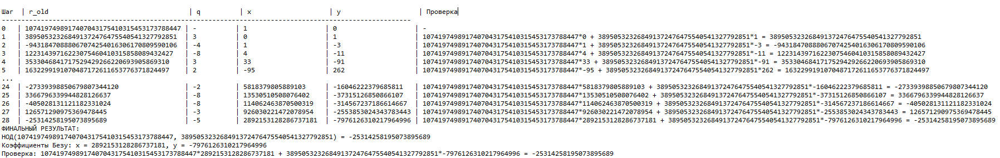 Шаг  | r_old                                  | q         | x                    | y                    | Проверка
----------------------------------------------------------------------------------------------------
0   | 107419749891740704317541031545317378​8447 | -          | 1                    | 0                    | -
1   | 389505323268491372476475540541327792851 | 3          | 0                    | 1                    | 1074197498917407043175410315453173788447*0 + 389505323268491372476475540541327792851*1 = 389505323268491372476475540541327792851
2   | -94318470888067074254016306170809590106 | -4         | 1                    | -3                   | 1074197498917407043175410315453173788447*1 + 389505323268491372476475540541327792851*-3 = -94318470888067074254016306170809590106
3   | 12231439716223075460410315858089432427 | -8         | 4                    | -11                  | 1074197498917407043175410315453173788447*4 + 389505323268491372476475540541327792851*-11 = 12231439716223075460410315858089432427
4   | 3533046841717529429266220693905869310 | 3          | 33                   | -91                  | 1074197498917407043175410315453173788447*33 + 389505323268491372476475540541327792851*-91 = 3533046841717529429266220693905869310
5   | 1632299191070487172611653776371824497 | 2          | -95                  | 262                  | 1074197498917407043175410315453173788447*-95 + 389505323268491372476475540541327792851*262 = 1632299191070487172611653776371824497
...
24  | -27339398850679807344120               | -2         | 5818379805889103     | -16046222379685811   | 1074197498917407043175410315453173788447*5818379805889103 + 389505323268491372476475540541327792851*-16046222379685811 = -27339398850679807344120
25  | 3366796339944828126637                 | -8         | 13530510508076402    | -37315126850866107   | 1074197498917407043175410315453173788447*13530510508076402 + 389505323268491372476475540541327792851*-37315126850866107 = 3366796339944828126637
26  | -405028131121182331024                 | -8         | 114062463870500319   | -314567237186614667  | 1074197498917407043175410315453173788447*114062463870500319 + 389505323268491372476475540541327792851*-314567237186614667 = -405028131121182331024
27  | 126571290975369478445                  | -3         | 926030221472078954   | -2553853024343783443 | 1074197498917407043175410315453173788447*926030221472078954 + 389505323268491372476475540541327792851*-2553853024343783443 = 126571290975369478445
28  | -25314258195073895689                  | -5         | 2892153128286737181  | -7976126310217964996 | 1074197498917407043175410315453173788447*2892153128286737181 + 389505323268491372476475540541327792851*-7976126310217964996 = -25314258195073895689
ФИНАЛЬНЫЙ РЕЗУЛЬТАТ:
НОД(1074197498917407043175410315453173788447, 389505323268491372476475540541327792851) = -25314258195073895689
Коэффициенты Безу: x = 2892153128286737181, y = -7976126310217964996
Проверка: 1074197498917407043175410315453173788447*2892153128286737181 + 389505323268491372476475540541327792851*-7976126310217964996 = -25314258195073895689